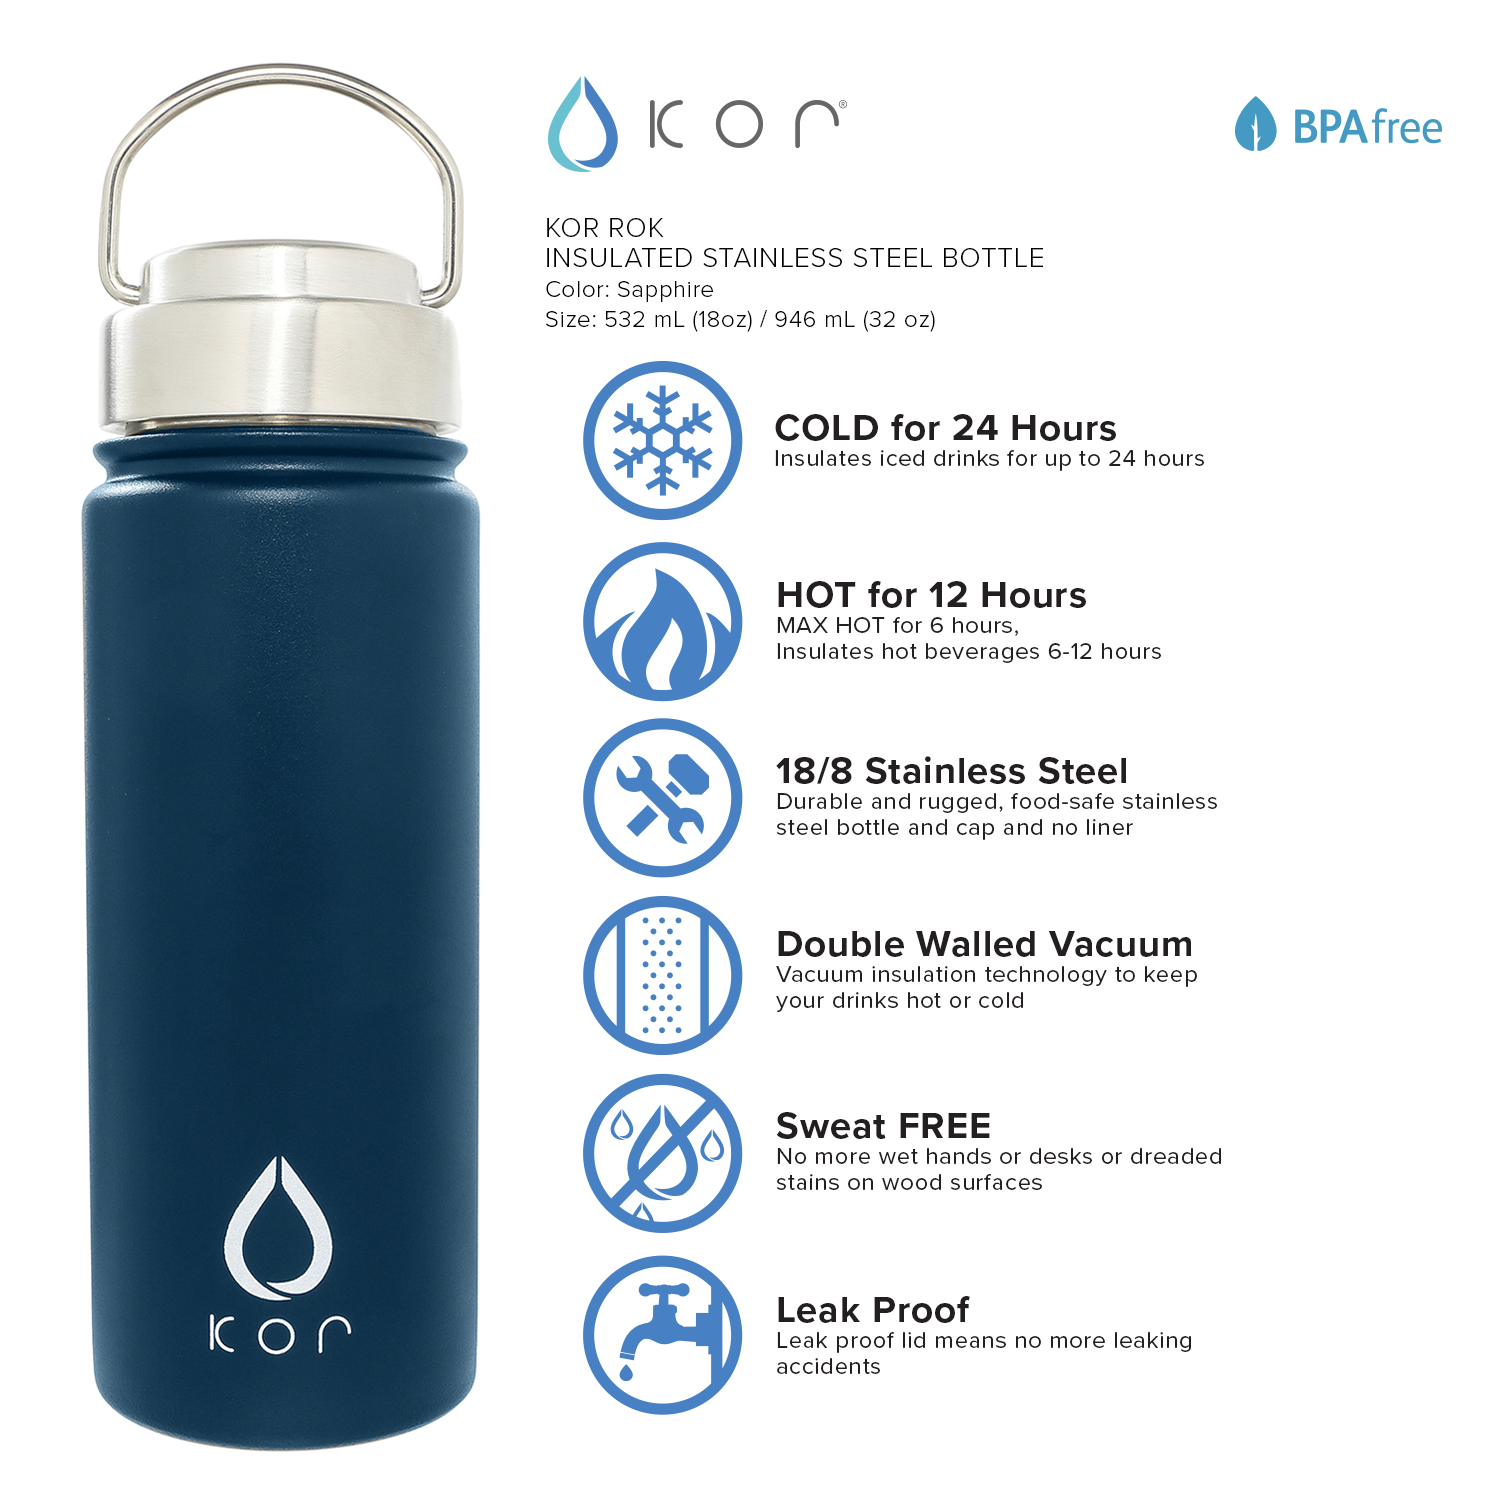 kor®
BPAfree
KOR ROK
INSULATED STAINLESS STEEL BOTTLE
Color: Sapphire
Size: 532 mL (18oz) / 946 mL (32 oz)
COLD for 24 Hours
Insulates iced drinks for up to 24 hours
HOT for 12 Hours
MAX HOT for 6 hours,
Insulates hot beverages 6-12 hours
18/8 Stainless Steel
Durable and rugged, food-safe stainless
steel bottle and cap and no liner
Double Walled Vacuum
Vacuum insulation technology to keep
your drinks hot or cold
Sweat FREE
No more wet hands or desks or dreaded
stains on wood surfaces
Leak Proof
Leak proof lid means no more leaking
accidents
kor